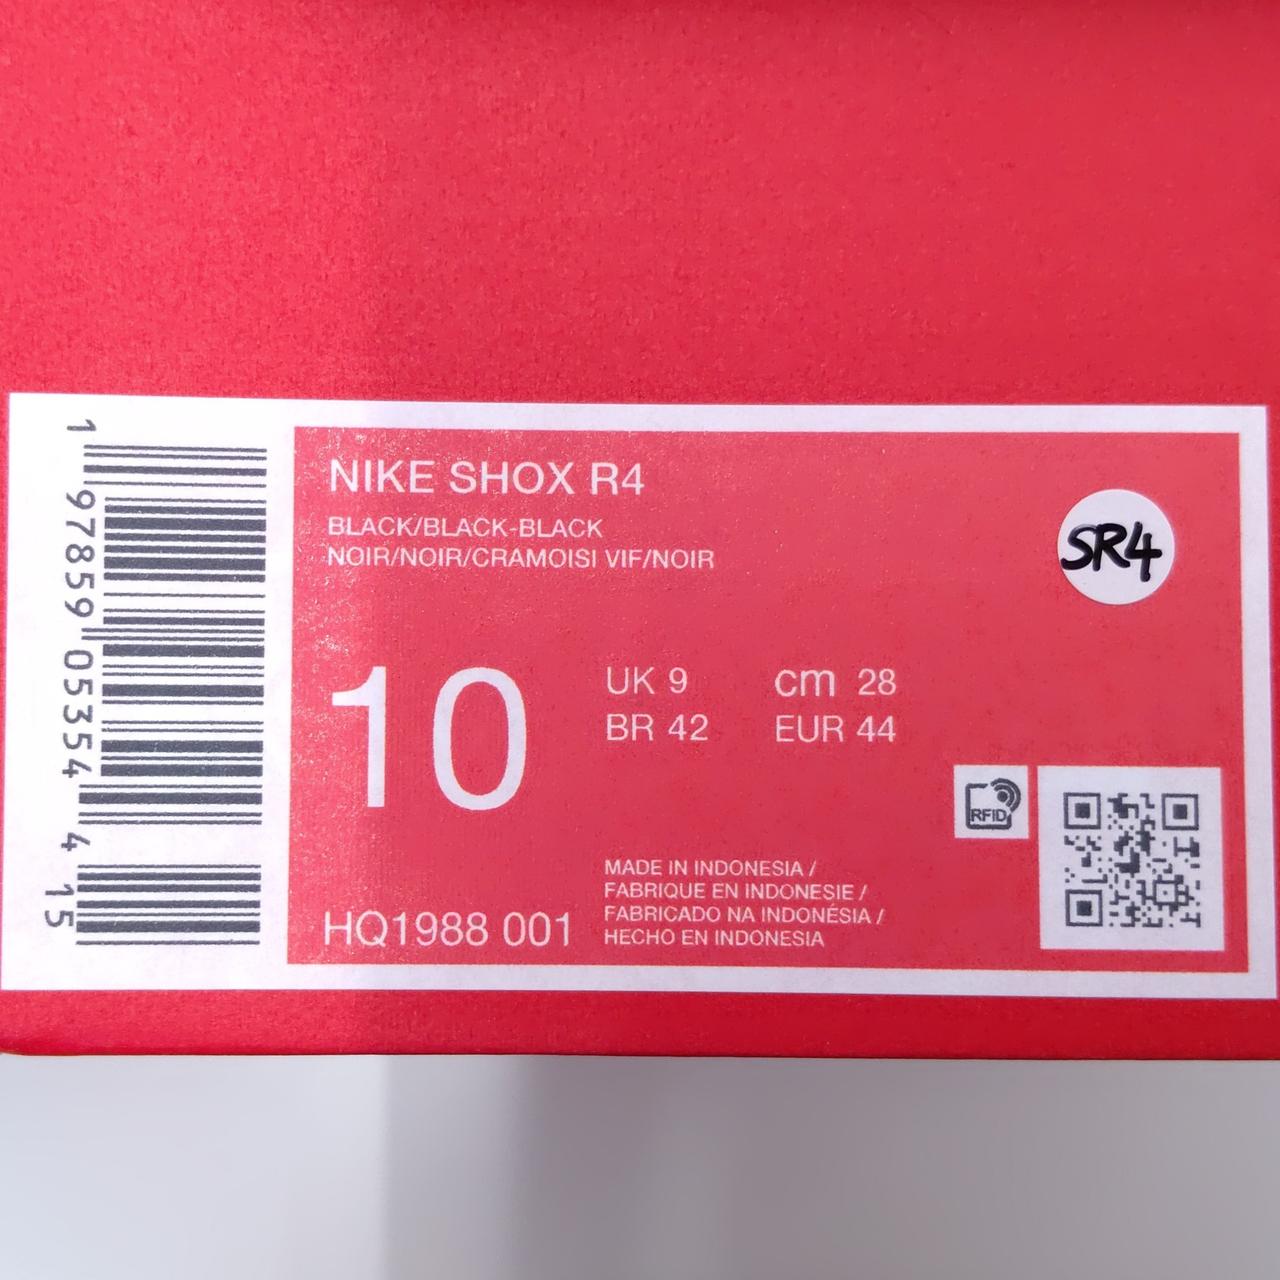 NIKE SHOX R4
BLACK/BLACK-BLACK
NOIR/NOIR/CRAMOISI VIF/NOIR
SR4
10
UK 9 cm 28
BR 42 EUR 44
RFID
HQ1988 001
MADE IN INDONESIA /
FABRIQUE EN INDONESIE /
FABRICADO NA INDONÉSIA /
HECHO EN INDONESIA
1 97859 05354 4 15